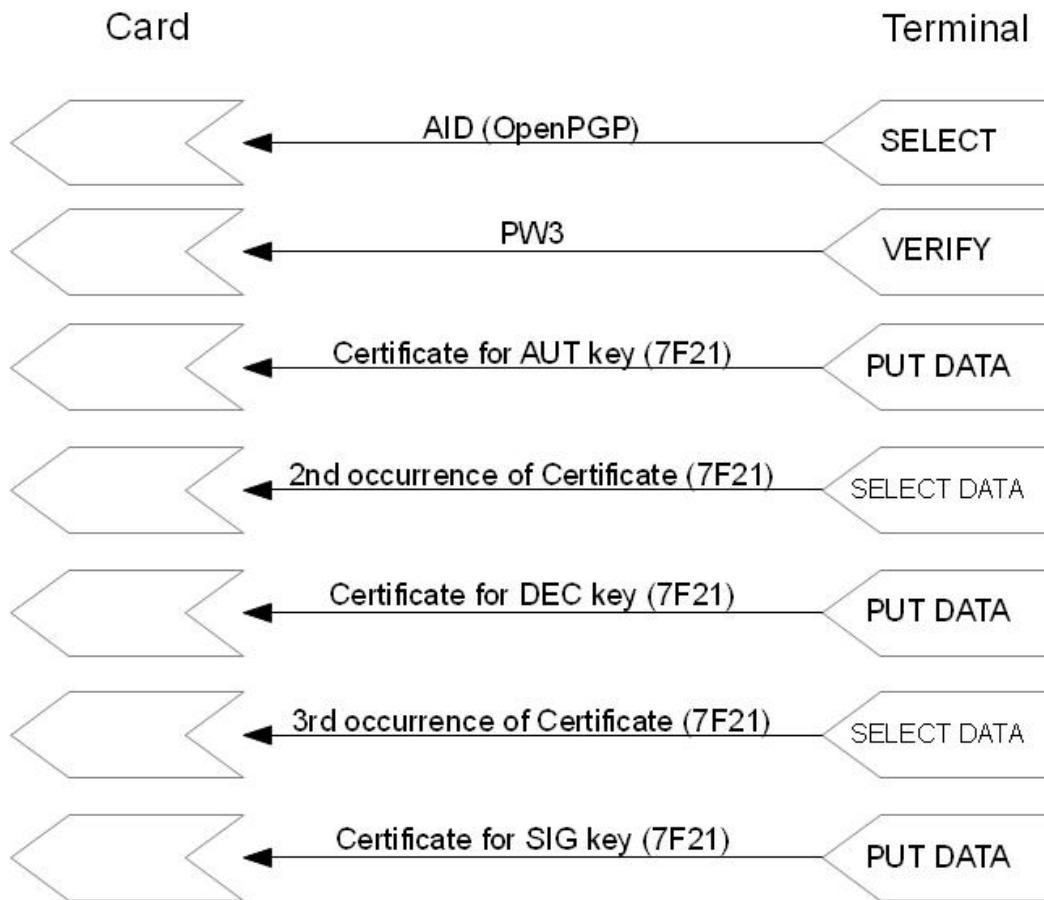 Card
Terminal
AID (OpenPGP)
SELECT
PW3
VERIFY
Certificate for AUT key (7F21)
PUT DATA
2nd occurrence of Certificate (7F21)
SELECT DATA
Certificate for DEC key (7F21)
PUT DATA
3rd occurrence of Certificate (7F21)
SELECT DATA
Certificate for SIG key (7F21)
PUT DATA